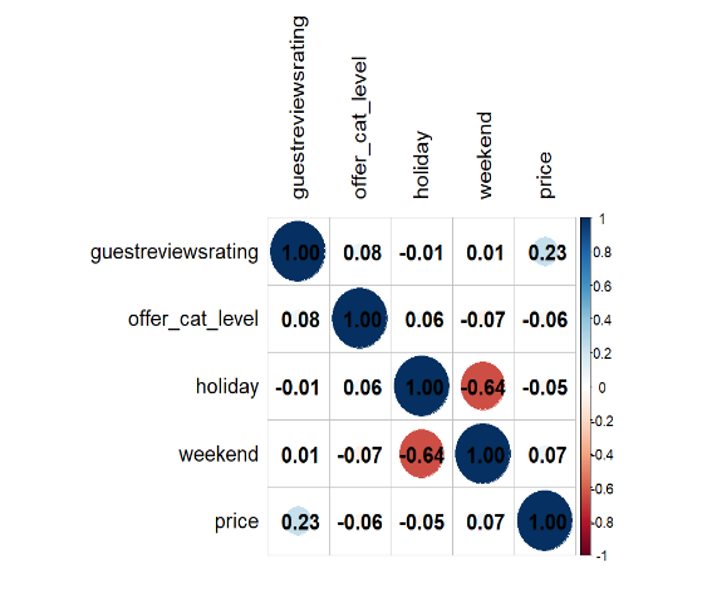 guestreviewsrating
offer_cat_level
holiday
weekend
price
guestreviewsrating 1.00 0.08 -0.01 0.01 0.23
offer_cat_level 0.08 1.00 0.06 -0.07 -0.06
holiday -0.01 0.06 1.00 -0.64 -0.05
weekend 0.01 -0.07 -0.64 1.00 0.07
price 0.23 -0.06 -0.05 0.07 1.00
1
0.8
0.6
0.4
0.2
0
-0.2
-0.4
-0.6
-0.8
-1